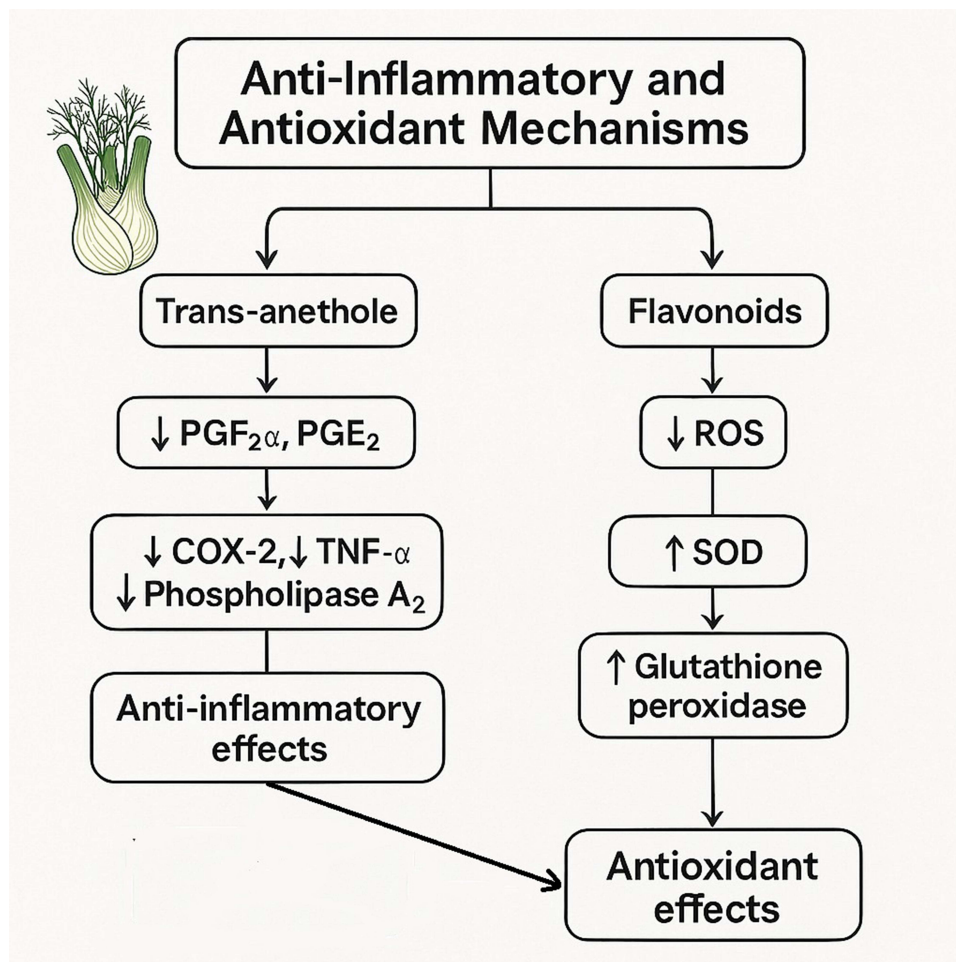 Anti-Inflammatory and
Antioxidant Mechanisms
Trans-anethole
↓ PGF₂α, PGE₂
↓ COX-2,↓ TNF-α
↓ Phospholipase A₂
Anti-inflammatory
effects
Flavonoids
↓ ROS
↑ SOD
↑ Glutathione
peroxidase
Antioxidant
effects